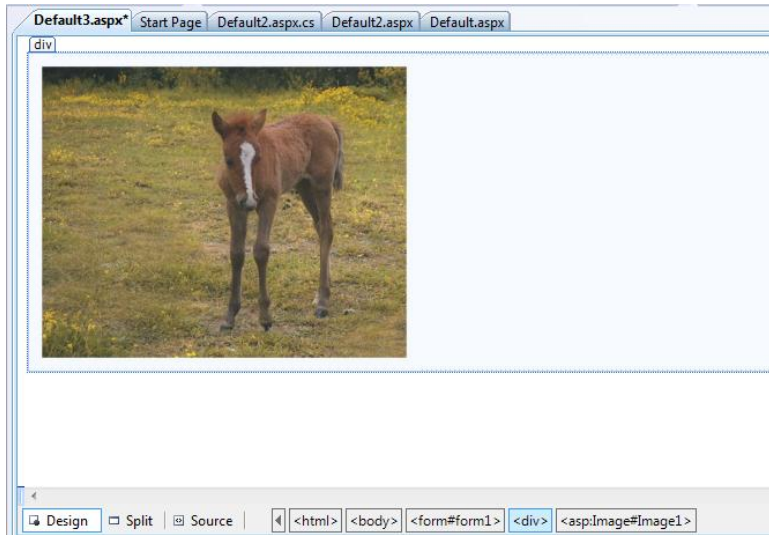 Default3.aspx* Start Page Default2.aspx.cs Default2.aspx Default.aspx
div
Design Split Source <html> <body> <form#form1> <div> <asp:Image#Image1>